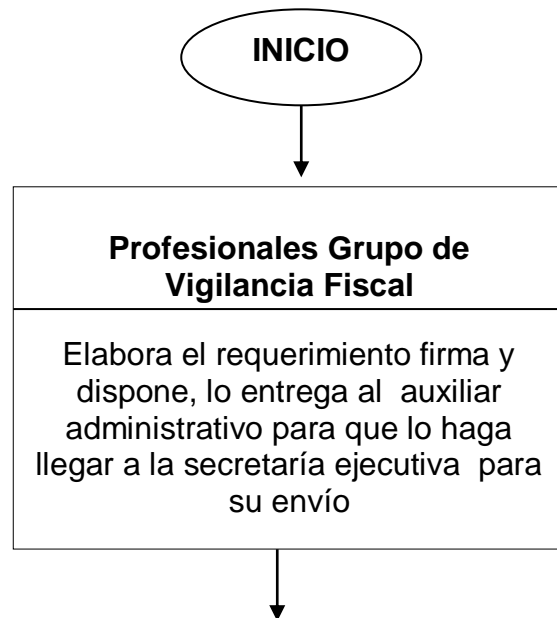 INICIO
Profesionales Grupo de
Vigilancia Fiscal
Elabora el requerimiento firma y
dispone, lo entrega al auxiliar
administrativo para que lo haga
llegar a la secretaría ejecutiva para
su envío